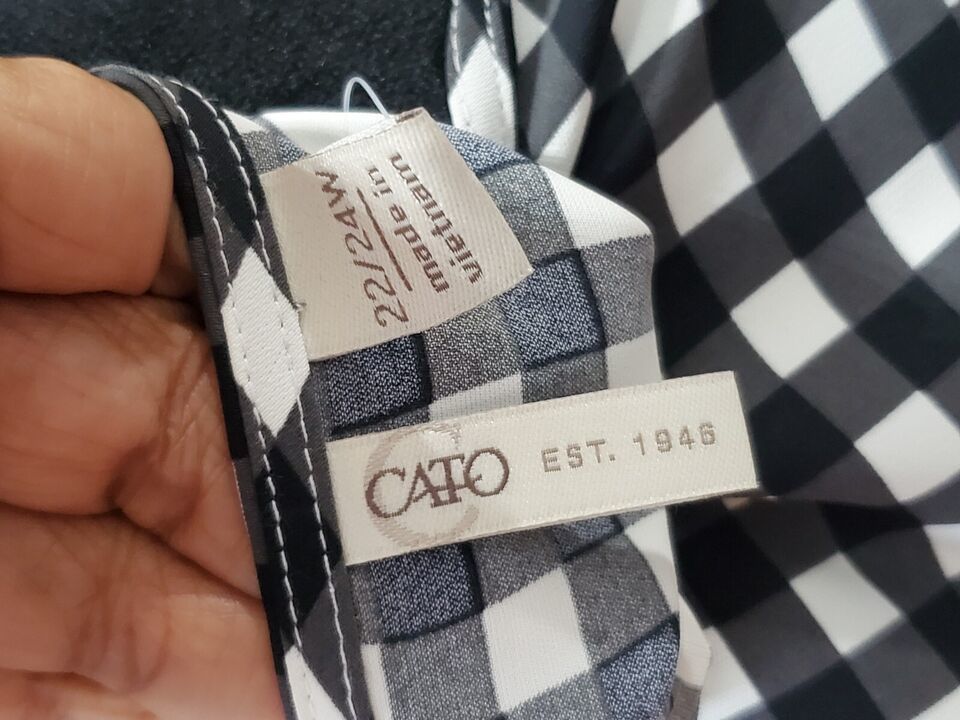 22/24W
made in
vietnam
CATO EST. 1946